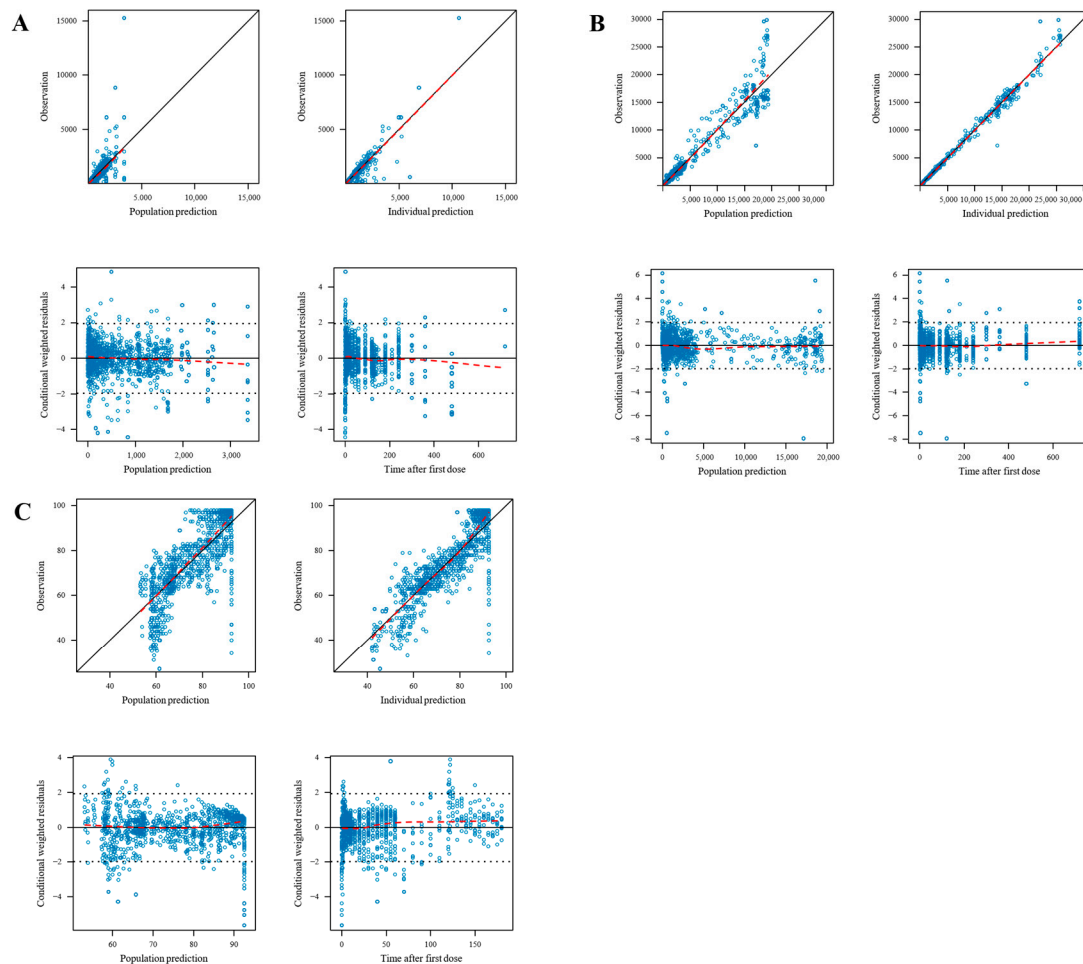 A
15000
10000
5000
Observation
5,000
10,000
15,000
Population prediction
15000
10000
5000
Observation
5,000
10,000
15,000
Individual prediction
B
30000
25000
20000
15000
10000
5000
Observation
5,000 10,000 15,000 20,000 25,000 30,000
Population prediction
30000
25000
20000
15000
10000
5000
0
Observation
5,000 10,000 15,000 20,000 25,000 30,000
Individual prediction
4
2
0
−2
−4
Conditional weighted residuals
0 1,000 2,000 3,000
Population prediction
4
2
0
−2
−4
Conditional weighted residuals
0 200 400 600
Time after first dose
6
4
2
0
−2
−4
−6
−8
Conditional weighted residuals
0 5,000 10,000 15,000 20,000
Population prediction
6
4
2
0
−2
−4
−6
−8
Conditional weighted residuals
0 200 400 600
Time after first dose
C
100
80
60
40
Observation
40 60 80 100
Population prediction
100
80
60
40
Observation
40 60 80 100
Individual prediction
4
2
0
−2
−4
Conditional weighted residuals
60 70 80 90
Population prediction
4
2
0
−2
−4
Conditional weighted residuals
0 50 100 150
Time after first dose